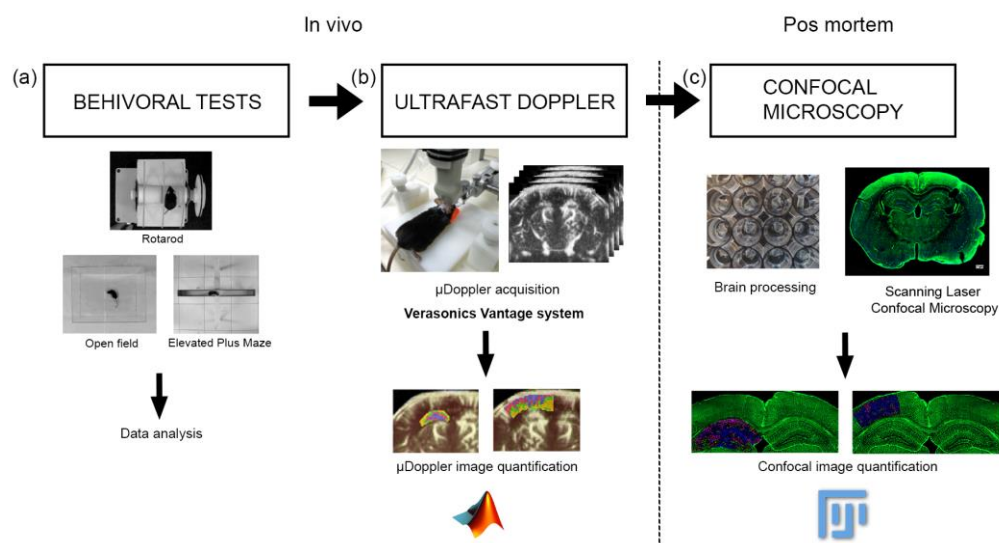 In vivo
Pos mortem
(a)
BEHIVORAL TESTS
(b)
ULTRAFAST DOPPLER
(c)
CONFOCAL
MICROSCOPY
Rotarod
Open field
Elevated Plus Maze
Data analysis
µDoppler acquisition
Verasonics Vantage system
µDoppler image quantification
Brain processing
Scanning Laser
Confocal Microscopy
Confocal image quantification